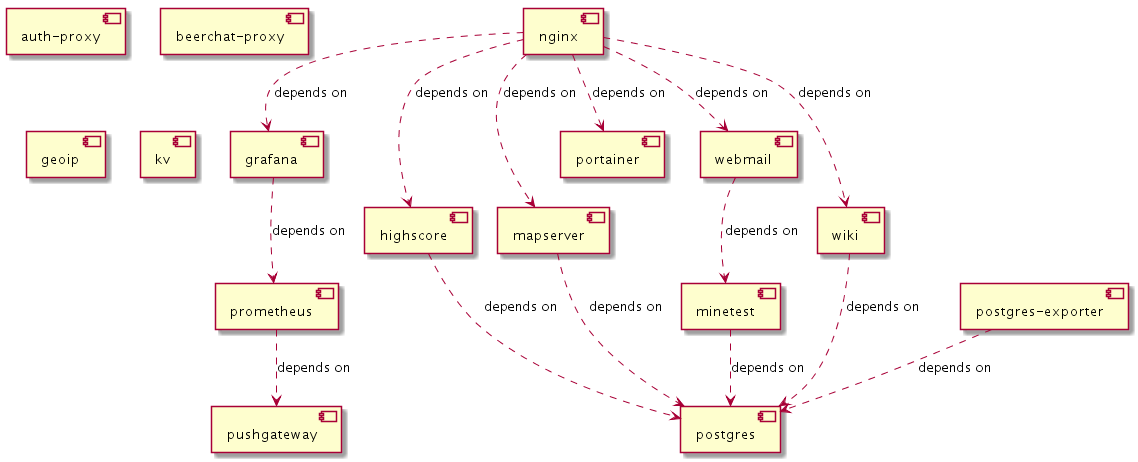 auth-proxy
beerchat-proxy
nginx
depends on
depends on
depends on
depends on
depends on
depends on
geoip
kv
grafana
portainer
webmail
highscore
mapserver
wiki
depends on
depends on
prometheus
minetest
postgres-exporter
depends on
depends on
depends on
depends on
depends on
depends on
pushgateway
postgres